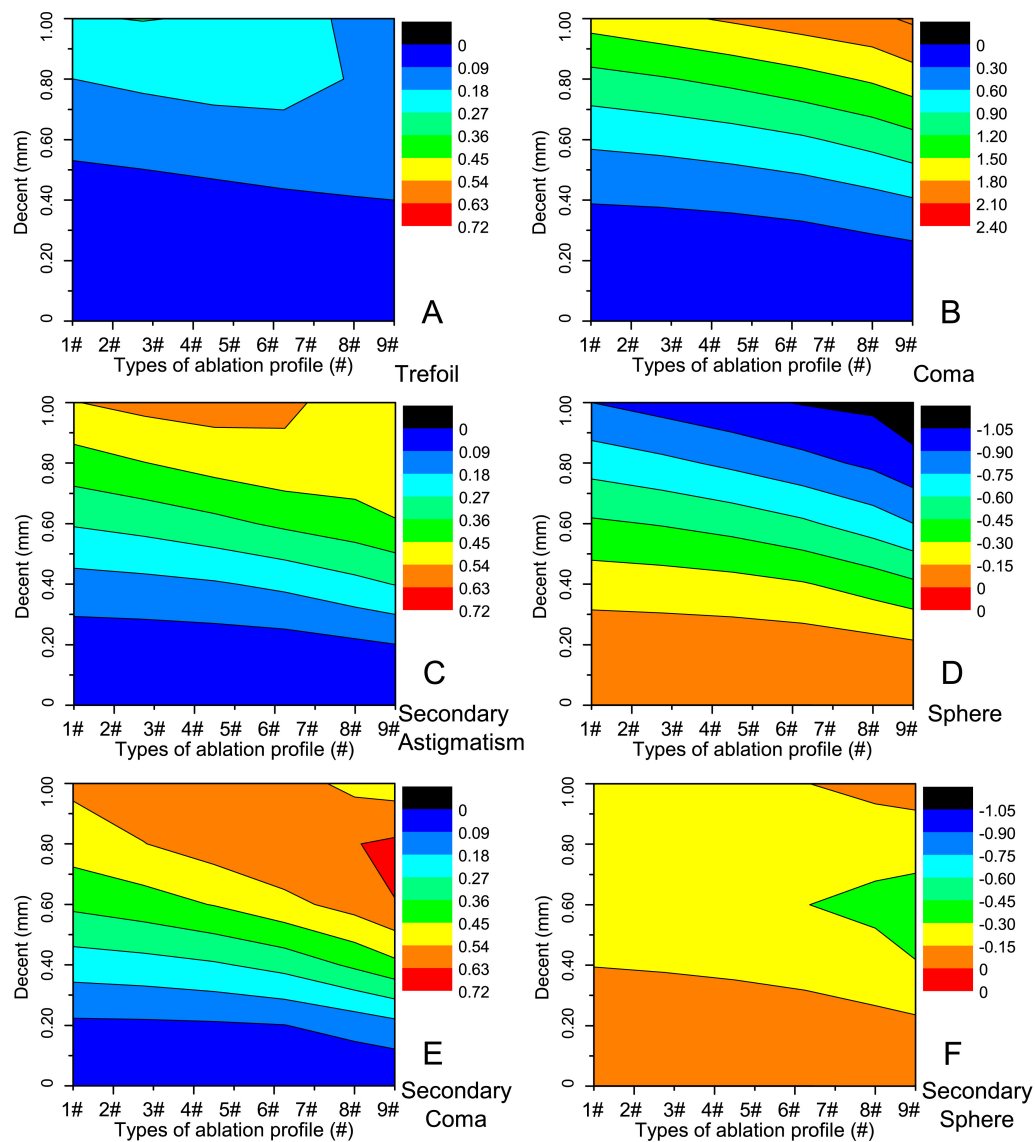 Decent (mm)
1.00
0.80
0.60
0.40
0.20
0
0
0.09
0.18
0.27
0.36
0.45
0.54
0.63
0.72
A
1# 2# 3# 4# 5# 6# 7# 8# 9#
Types of ablation profile (#)
Trefoil
Decent (mm)
1.00
0.80
0.60
0.40
0.20
0
0
0.30
0.60
0.90
1.20
1.50
1.80
2.10
2.40
B
1# 2# 3# 4# 5# 6# 7# 8# 9#
Types of ablation profile (#)
Coma
Decent (mm)
1.00
0.80
0.60
0.40
0.20
0
0
0.09
0.18
0.27
0.36
0.45
0.54
0.63
0.72
C
1# 2# 3# 4# 5# 6# 7# 8# 9#
Types of ablation profile (#)
Secondary
Astigmatism
Decent (mm)
1.00
0.80
0.60
0.40
0.20
0
-1.05
-0.90
-0.75
-0.60
-0.45
-0.30
-0.15
0
0
D
1# 2# 3# 4# 5# 6# 7# 8# 9#
Types of ablation profile (#)
Sphere
Decent (mm)
1.00
0.80
0.60
0.40
0.20
0
0
0.09
0.18
0.27
0.36
0.45
0.54
0.63
0.72
E
1# 2# 3# 4# 5# 6# 7# 8# 9#
Types of ablation profile (#)
Secondary
Coma
Decent (mm)
1.00
0.80
0.60
0.40
0.20
0
-1.05
-0.90
-0.75
-0.60
-0.45
-0.30
-0.15
0
0
F
1# 2# 3# 4# 5# 6# 7# 8# 9#
Types of ablation profile (#)
Secondary
Sphere